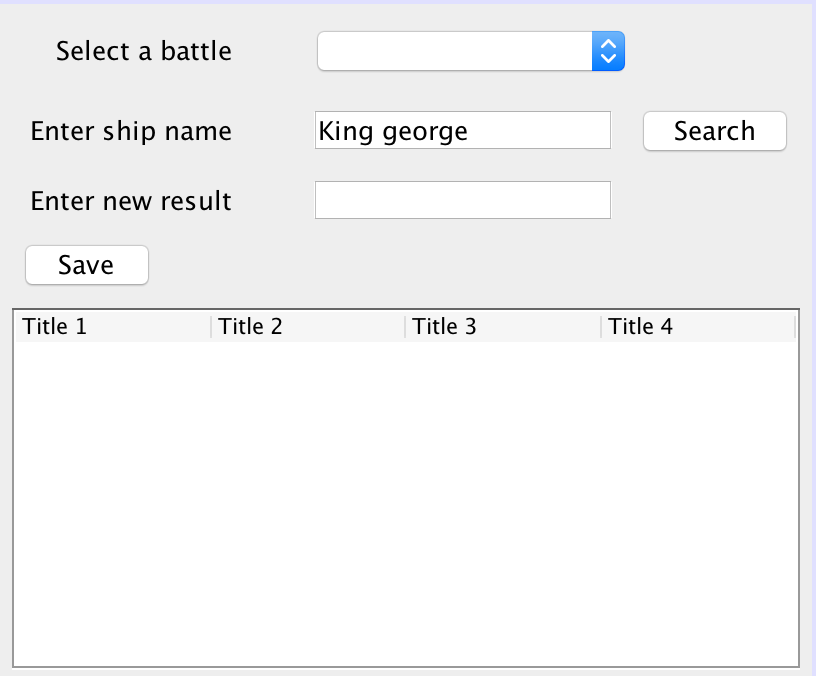 Select a battle
Enter ship name King george Search
Enter new result
Save
Title 1 Title 2 Title 3 Title 4